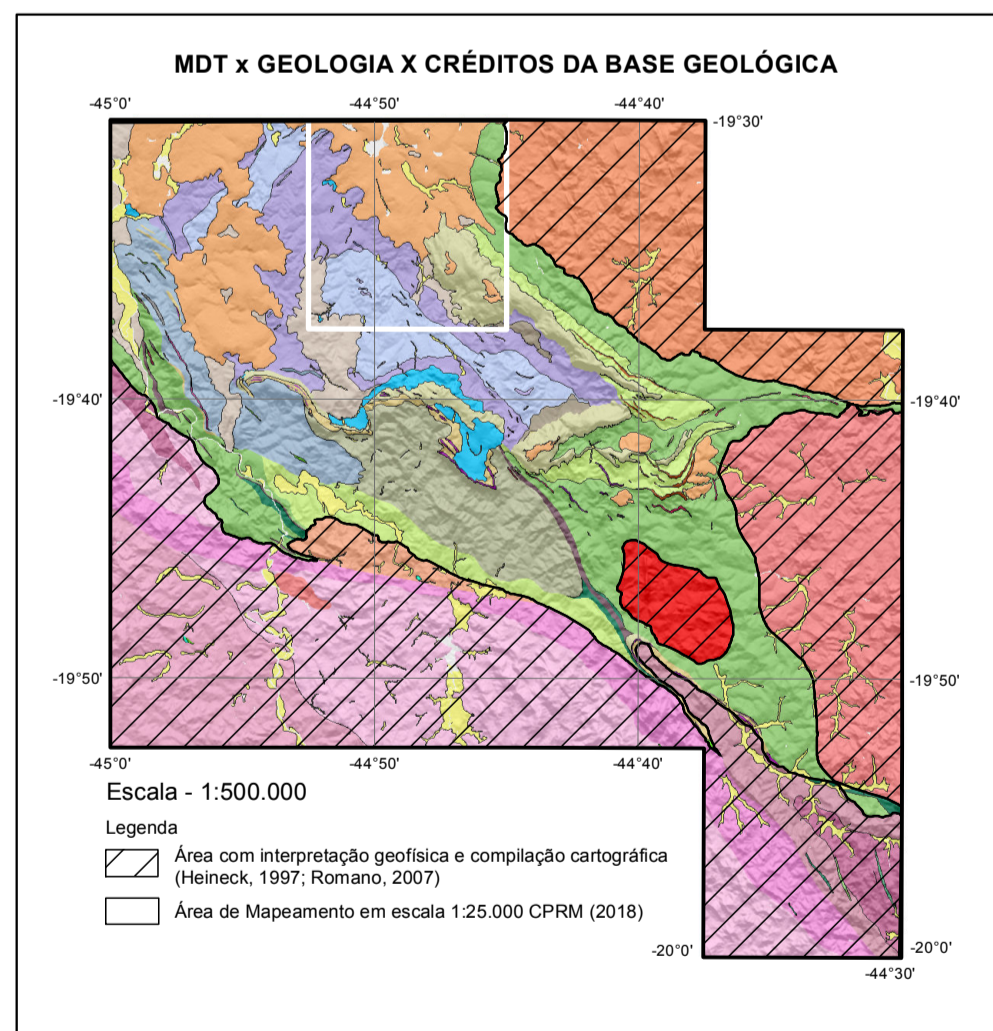 MDT x GEOLOGIA X CRÉDITOS DA BASE GEOLÓGICA
-45°0'
-44°50'
-44°40'
-19°30'
-19°40'
-19°40'
-19°50'
-19°50'
-45°0'
-44°50'
-44°40'
Escala - 1:500.000
Legenda
Área com interpretação geofísica e compilação cartográfica
(Heineck, 1997; Romano, 2007)
Área de Mapeamento em escala 1:25.000 CPRM (2018)
-20°0'
-20°0'
-44°30'